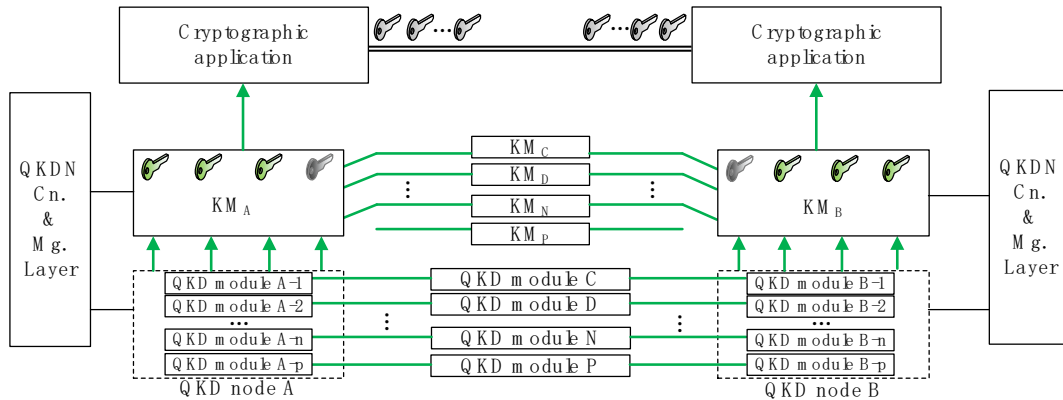 Cryptographic
application
...
...
Cryptographic
application
QKDN
Cn.
&
Mg.
Layer
KM_A
KM_C
KM_D
KM_N
KM_P
...
...
KM_B
QKDN
Cn.
&
Mg.
Layer
QKD module A-1
QKD module A-2
...
QKD module A-n
QKD module A-p
QKD node A
QKD module C
QKD module D
QKD module N
QKD module P
...
...
QKD module B-1
QKD module B-2
...
QKD module B-n
QKD module B-p
QKD node B